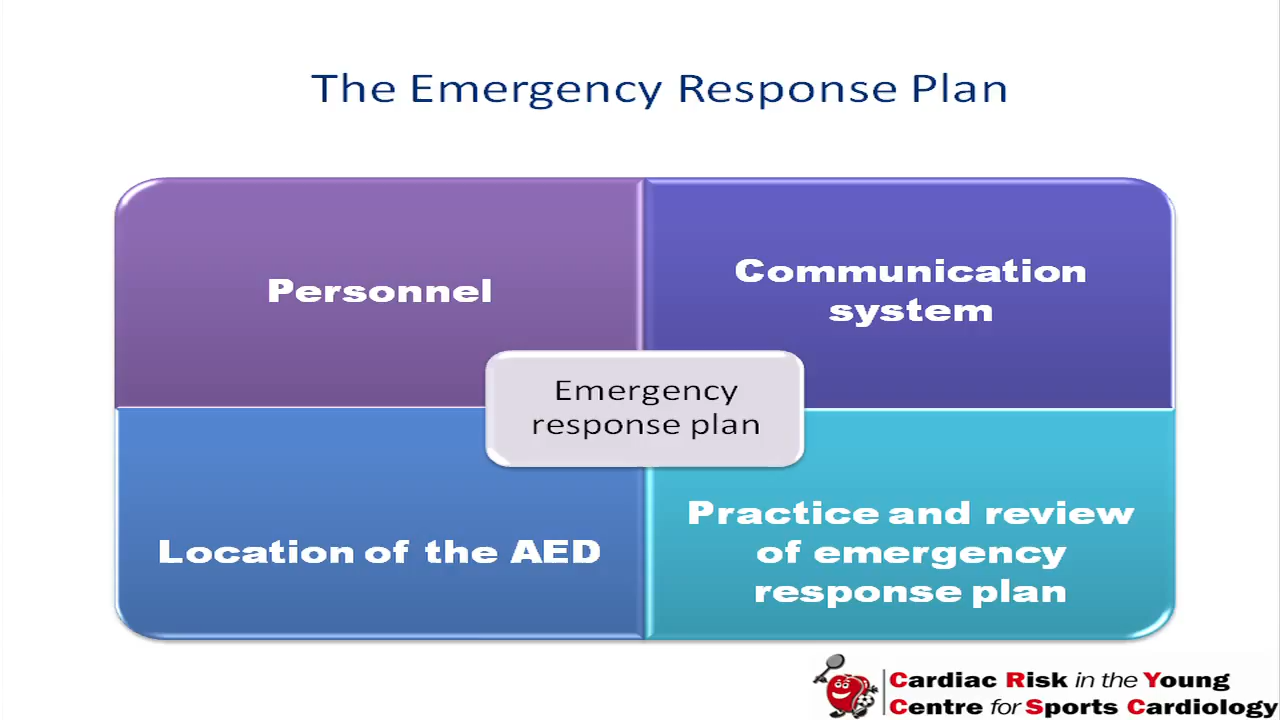 The Emergency Response Plan
Personnel
Communication
system
Emergency
response plan
Location of the AED
Practice and review
of emergency
response plan
Cardiac Risk in the Young
Centre for Sports Cardiology